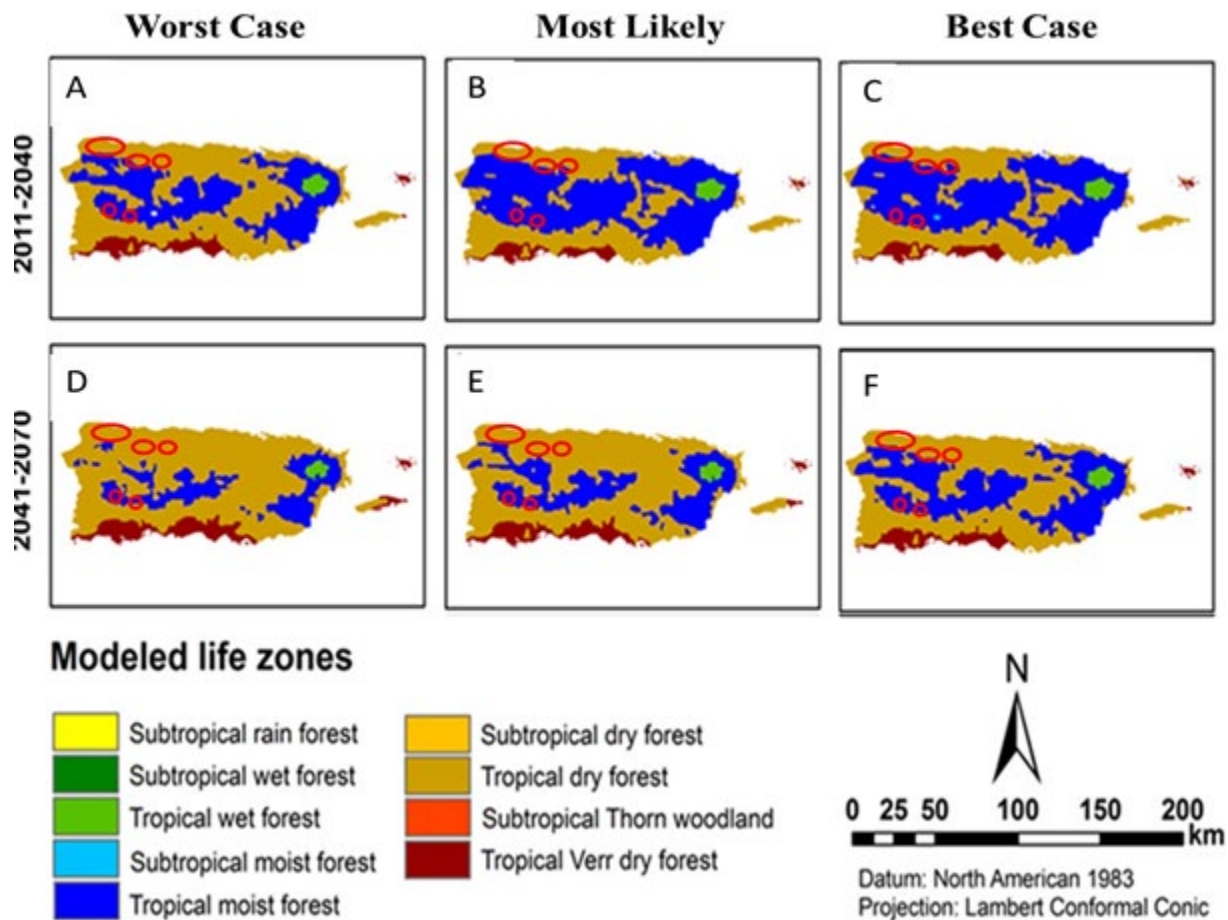 Worst Case
Most Likely
Best Case
2011-2040
A
B
C
2041-2070
D
E
F
Modeled life zones
Subtropical rain forest
Subtropical wet forest
Tropical wet forest
Subtropical moist forest
Tropical moist forest
Subtropical dry forest
Tropical dry forest
Subtropical Thorn woodland
Tropical Verr dry forest
N
0 25 50 100 150 200
km
Datum: North American 1983
Projection: Lambert Conformal Conic